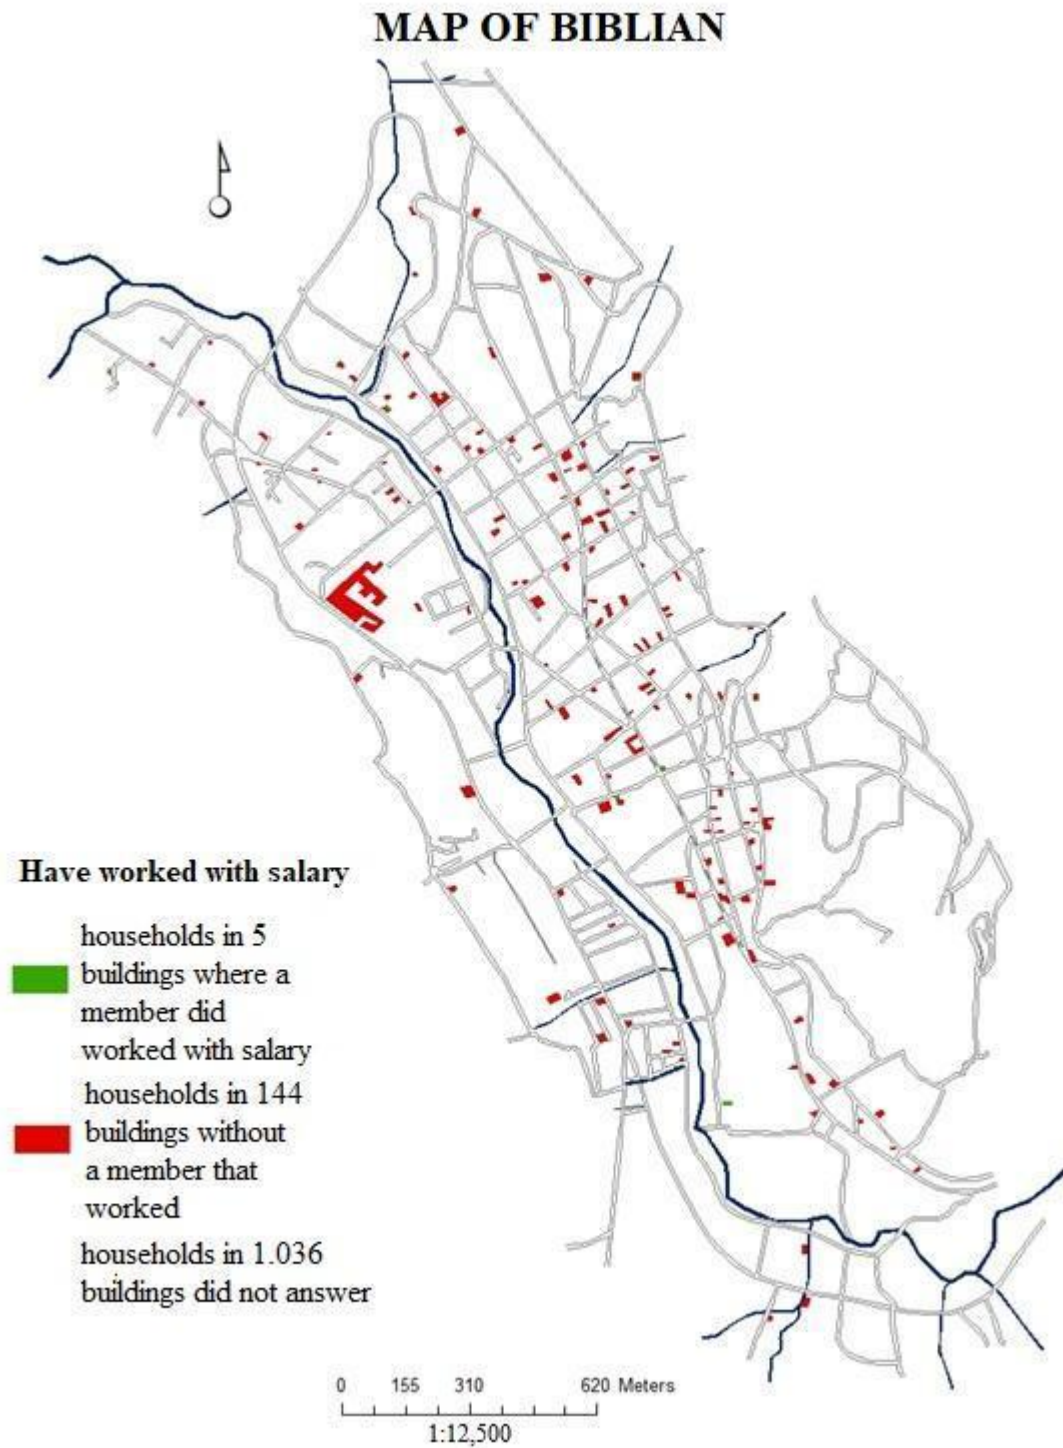 MAP OF BIBLIAN
Have worked with salary
households in 5
buildings where a
member did
worked with salary
households in 144
buildings without
a member that
worked
households in 1.036
buildings did not answer
0 155 310 620 Meters
1:12,500